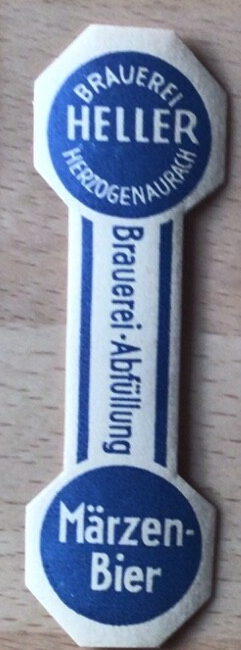 BRAUEREI
HELLER
HERZOGENAURACH
Brauerei·Abfüllung
Märzen-
Bier